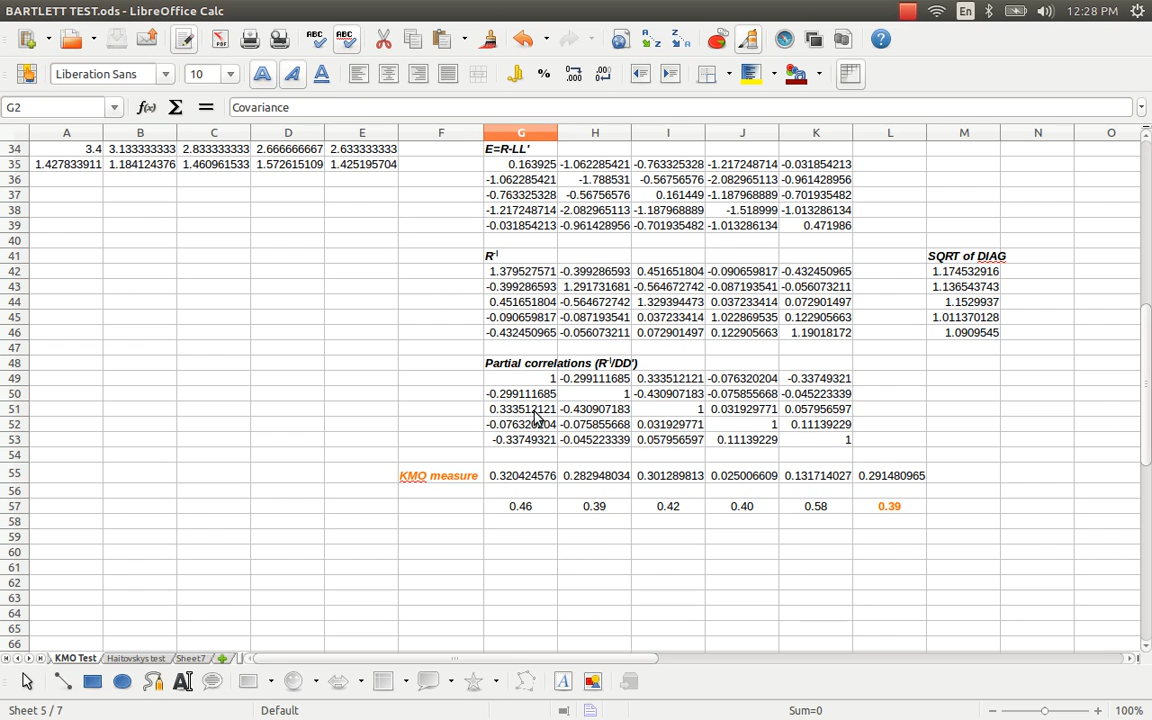 BARTLETT TEST.ods - LibreOffice Calc
En
12:28 PM
Liberation Sans
10
G2
Covariance
A B C D E F G H I J K L M N O
34 3.4 3.133333333 2.833333333 2.666666667 2.633333333 E=R-LL'
35 1.427833911 1.184124376 1.460961533 1.572615109 1.425195704 0.163925 -1.062285421 -0.763325328 -1.217248714 -0.031854213
36 -1.062285421 -1.788531 -0.56756576 -2.082965113 -0.961428956
37 -0.763325328 -0.56756576 0.161449 -1.187968889 -0.701935482
38 -1.217248714 -2.082965113 -1.187968889 -1.518999 -1.013286134
39 -0.031854213 -0.961428956 -0.701935482 -1.013286134 0.471986
40
41 R-1 SQRT of DIAG
42 1.379527571 -0.399286593 0.451651804 -0.090659817 -0.432450965 1.174532916
43 -0.399286593 1.291731681 -0.564672742 -0.087193541 -0.056073211 1.136543743
44 0.451651804 -0.564672742 1.329394473 0.037233414 0.072901497 1.1529937
45 -0.090659817 -0.087193541 0.037233414 1.022869535 0.122905663 1.011370128
46 -0.432450965 -0.056073211 0.072901497 0.122905663 1.19018172 1.0909545
47
48 Partial correlations (R-1/DD')
49 1 -0.299111685 0.333512121 -0.076320204 -0.33749321
50 -0.299111685 1 -0.430907183 -0.075855668 -0.045223339
51 0.333512121 -0.430907183 1 0.031929771 0.057956597
52 -0.076320204 -0.075855668 0.031929771 1 0.11139229
53 -0.33749321 -0.045223339 0.057956597 0.11139229 1
54
55 KMO measure 0.320424576 0.282948034 0.301289813 0.025006609 0.131714027 0.291480965
56
57 0.46 0.39 0.42 0.40 0.58 0.39
58
59
60
61
62
63
64
65
66
KMO Test Haitovskys test Sheet7
Sheet 5 / 7 Default Sum=0 100%